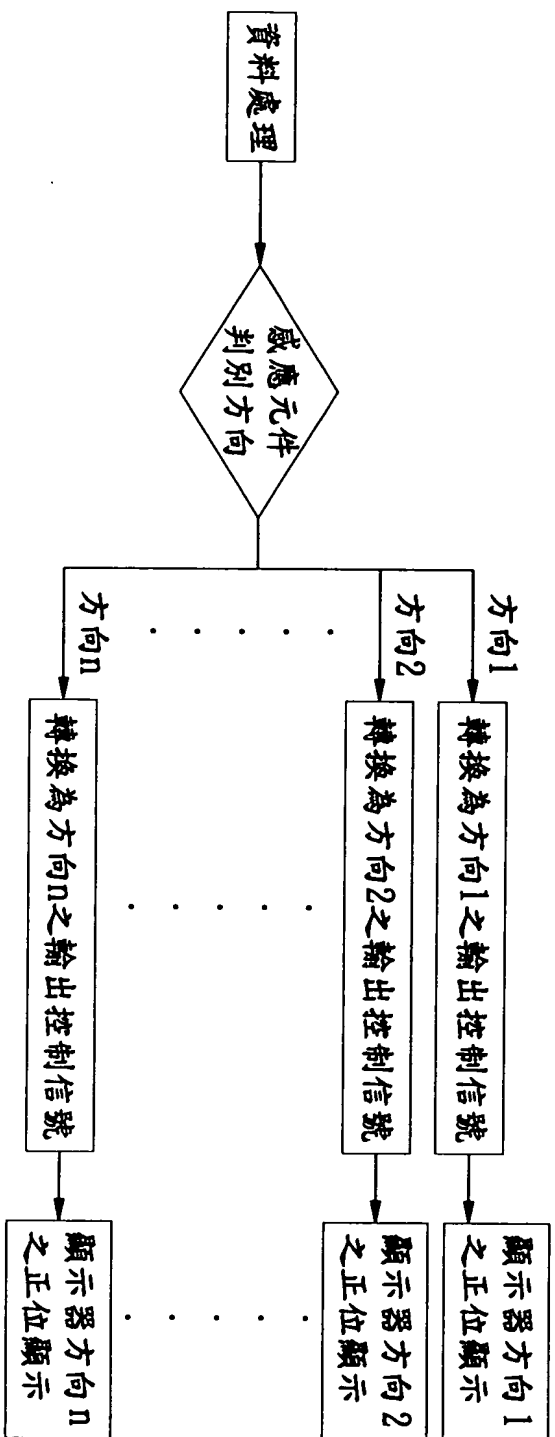 資料處理
感應元件
判別方向
方向1
轉換為方向1之輸出控制信號
顯示器方向1
之正位顯示
方向2
轉換為方向2之輸出控制信號
顯示器方向2
之正位顯示
方向n
轉換為方向n之輸出控制信號
顯示器方向n
之正位顯示